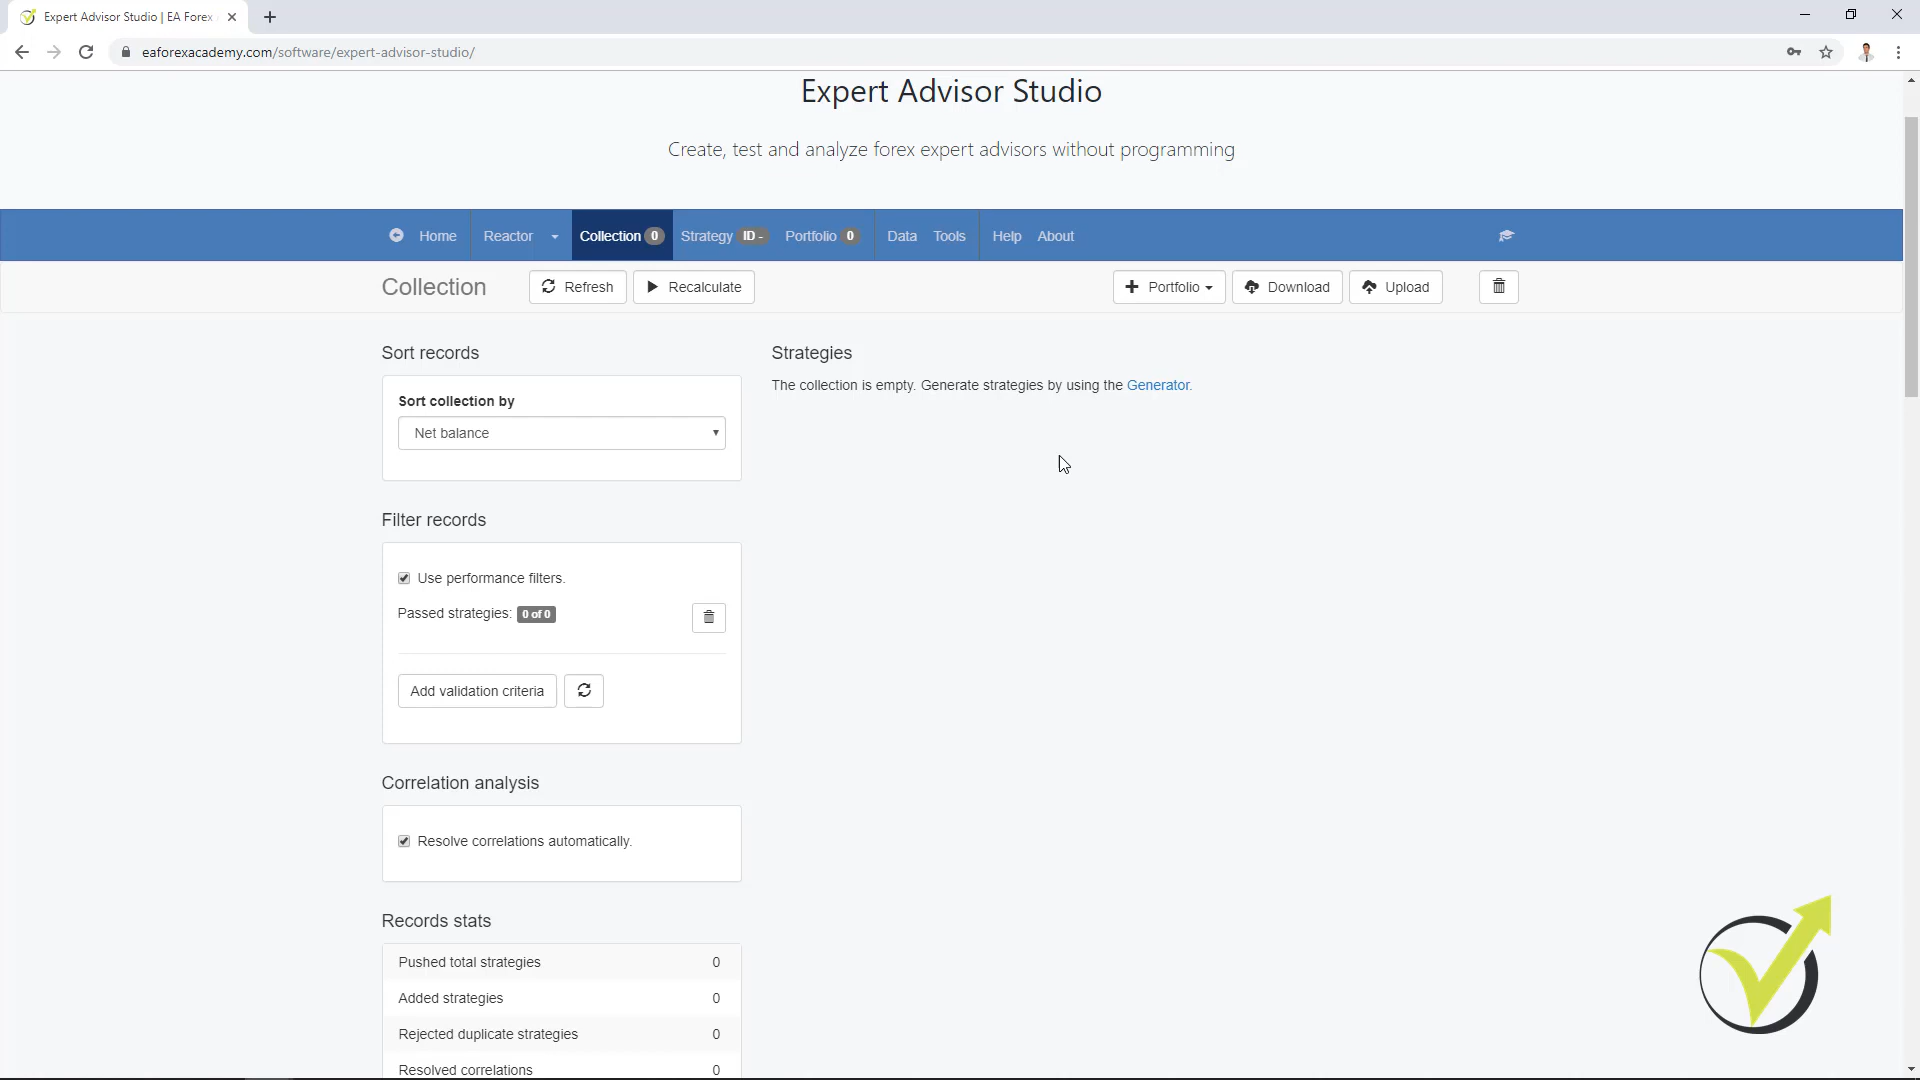 Expert Advisor Studio | EA Forex
eaforexacademy.com/software/expert-advisor-studio/
Expert Advisor Studio
Create, test and analyze forex expert advisors without programming
Home Reactor Collection 0 Strategy ID - Portfolio 0 Data Tools Help About
Collection Refresh Recalculate Portfolio Download Upload
Sort records
Sort collection by
Net balance
Strategies
The collection is empty. Generate strategies by using the Generator.
Filter records
Use performance filters.
Passed strategies: 0 of 0
Add validation criteria
Correlation analysis
Resolve correlations automatically.
Records stats
Pushed total strategies 0
Added strategies 0
Rejected duplicate strategies 0
Resolved correlations 0